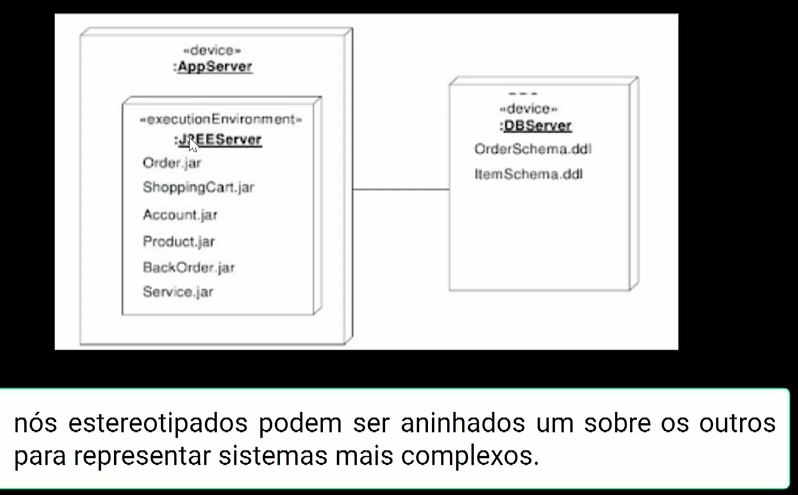 «device»
:AppServer
«executionEnvironment»
:J2EEServer
Order.jar
ShoppingCart.jar
Account.jar
Product.jar
BackOrder.jar
Service.jar
«device»
:DBServer
OrderSchema.ddl
ItemSchema.ddl
nós estereotipados podem ser aninhados um sobre os outros
para representar sistemas mais complexos.